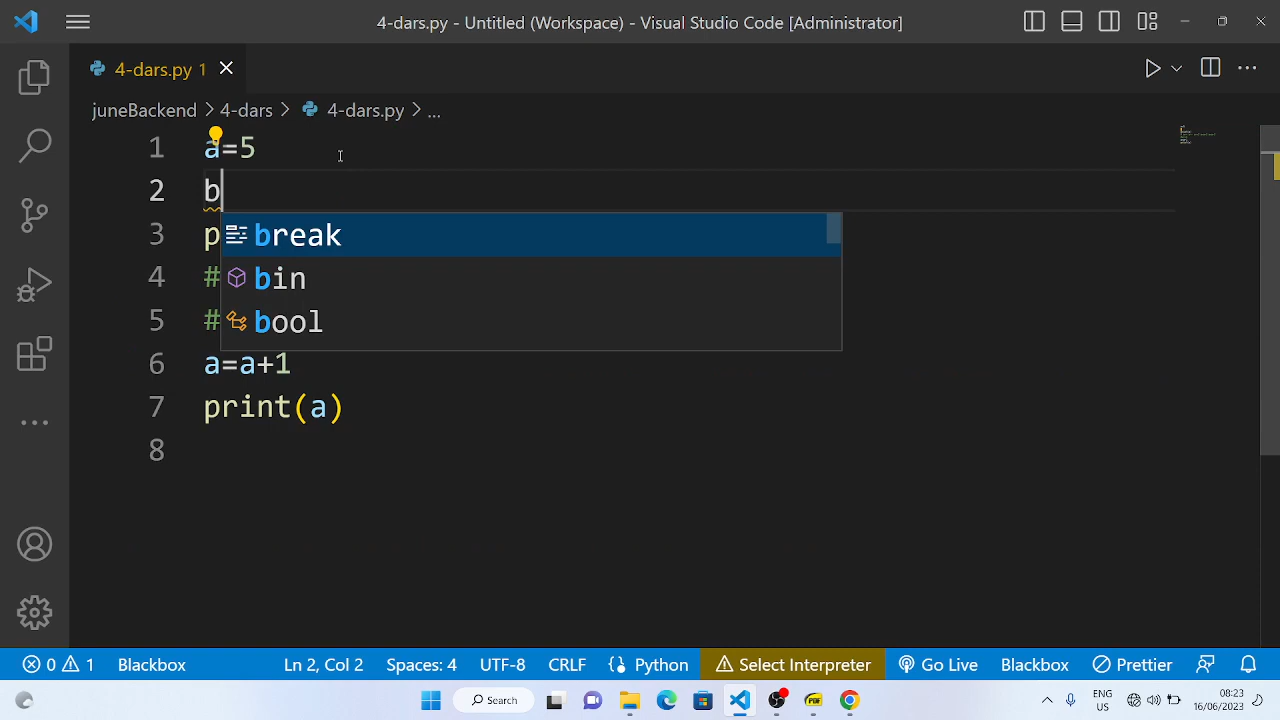 4-dars.py - Untitled (Workspace) - Visual Studio Code [Administrator]
4-dars.py 1
juneBackend > 4-dars > 4-dars.py > ...
1 a=5
2 b
3 p
break
4 #
bin
5 #
bool
6 a=a+1
7 print(a)
8
0 1 Blackbox Ln 2, Col 2 Spaces: 4 UTF-8 CRLF Python Select Interpreter Go Live Blackbox Prettier
Search
ENG
US
08:23
16/06/2023